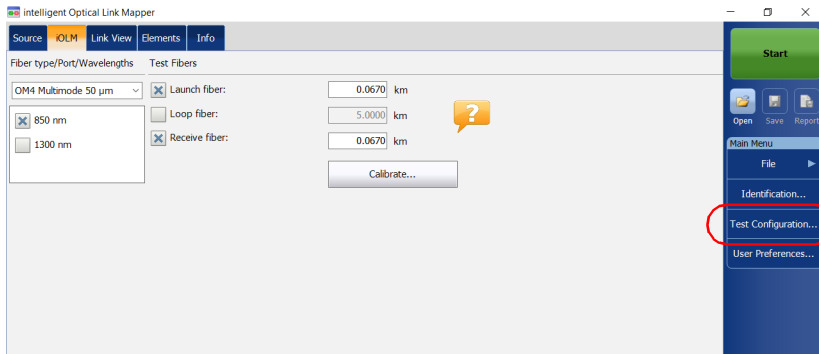 intelligent Optical Link Mapper
Source iOLM Link View Elements Info
Fiber type/Port/Wavelengths Test Fibers
OM4 Multimode 50 µm
850 nm
1300 nm
Launch fiber: 0.0670 km
Loop fiber: 5.0000 km
Receive fiber: 0.0670 km
?
Calibrate...
Start
Open Save Report
Main Menu
File
Identification...
Test Configuration...
User Preferences...